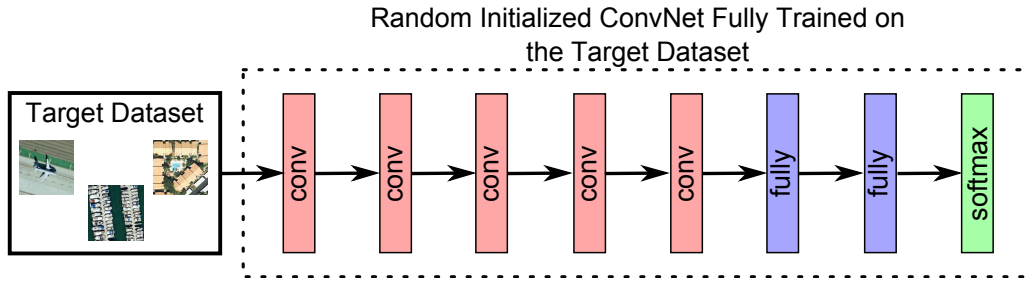 Random Initialized ConvNet Fully Trained on
the Target Dataset
Target Dataset
conv
conv
conv
conv
conv
fully
fully
softmax